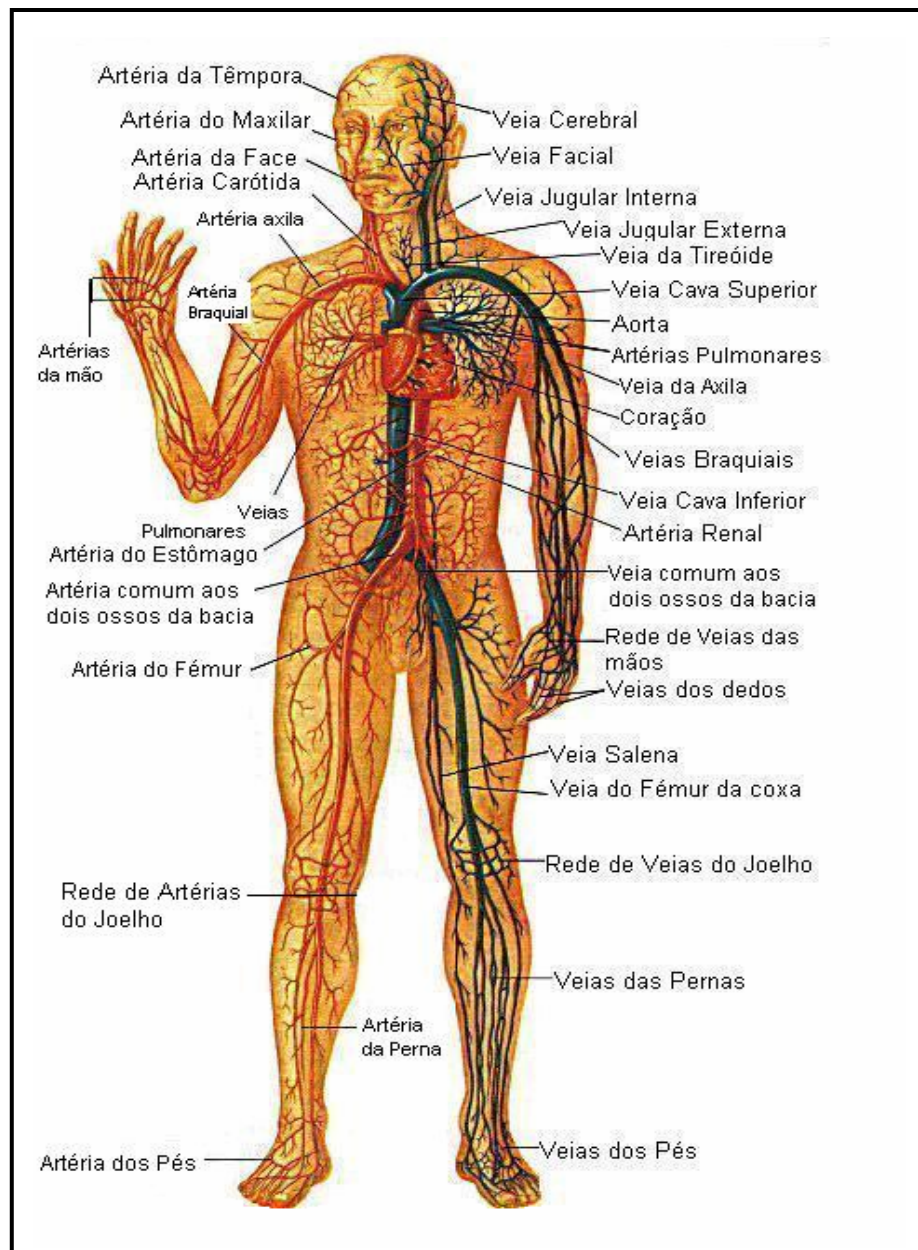 Artéria da Têmpora
Artéria do Maxilar
Artéria da Face
Artéria Carótida
Artéria axila
Artéria
Braquial
Artérias
da mão
Veias
Pulmonares
Artéria do Estômago
Artéria comum aos
dois ossos da bacia
Artéria do Fémur
Rede de Artérias
do Joelho
Artéria
da Perna
Artéria dos Pés
Veia Cerebral
Veia Facial
Veia Jugular Interna
Veia Jugular Externa
Veia da Tireóide
Veia Cava Superior
Aorta
Artérias Pulmonares
Veia da Axila
Coração
Veias Braquiais
Veia Cava Inferior
Artéria Renal
Veia comum aos
dois ossos da bacia
Rede de Veias das
mãos
Veias dos dedos
Veia Salena
Veia do Fémur da coxa
Rede de Veias do Joelho
Veias das Pernas
Veias dos Pés